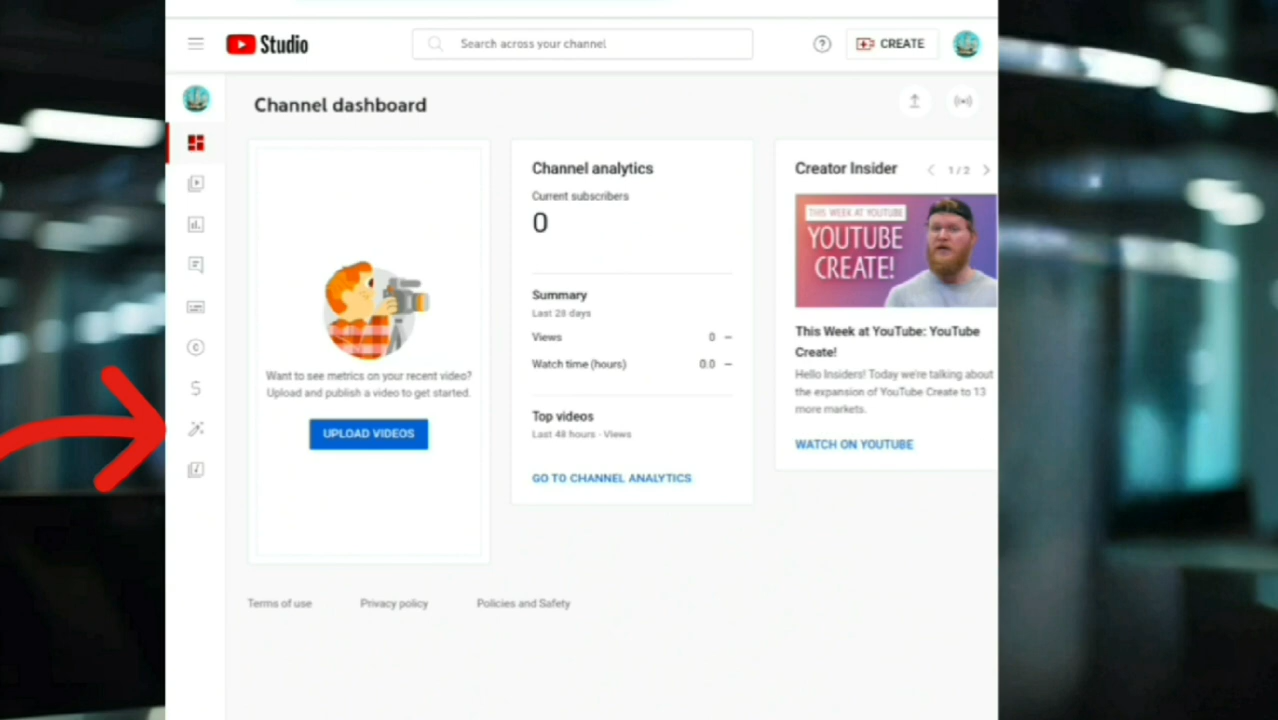 Studio
Search across your channel
CREATE
Channel dashboard
Want to see metrics on your recent video?
Upload and publish a video to get started.
UPLOAD VIDEOS
Channel analytics
Current subscribers
0
Summary
Last 28 days
Views 0 –
Watch time (hours) 0.0 –
Top videos
Last 48 hours · Views
GO TO CHANNEL ANALYTICS
Creator Insider 1 / 2
THIS WEEK AT YOUTUBE
YOUTUBE
CREATE!
This Week at YouTube: YouTube
Create!
Hello Insiders! Today we're talking about
the expansion of YouTube Create to 13
more markets.
WATCH ON YOUTUBE
Terms of use Privacy policy Policies and Safety